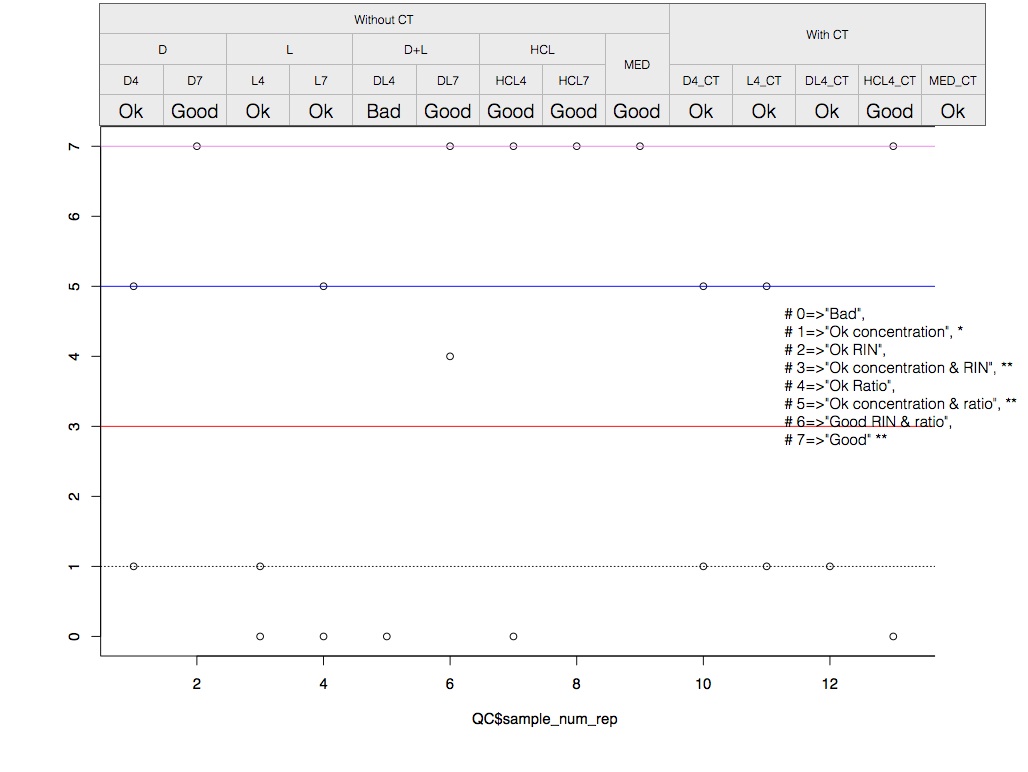 Without CT
With CT
D L D+L HCL MED
D4 D7 L4 L7 DL4 DL7 HCL4 HCL7 D4_CT L4_CT DL4_CT HCL4_CT MED_CT
Ok Good Ok Ok Bad Good Good Good Good Ok Ok Ok Good Ok
7
6
5
# 0=>"Bad",
# 1=>"Ok concentration", *
# 2=>"Ok RIN",
4
# 3=>"Ok concentration & RIN", **
# 4=>"Ok Ratio",
# 5=>"Ok concentration & ratio", **
3
# 6=>"Good RIN & ratio",
# 7=>"Good" **
2
1
0
2 4 6 8 10 12
QC$sample_num_rep